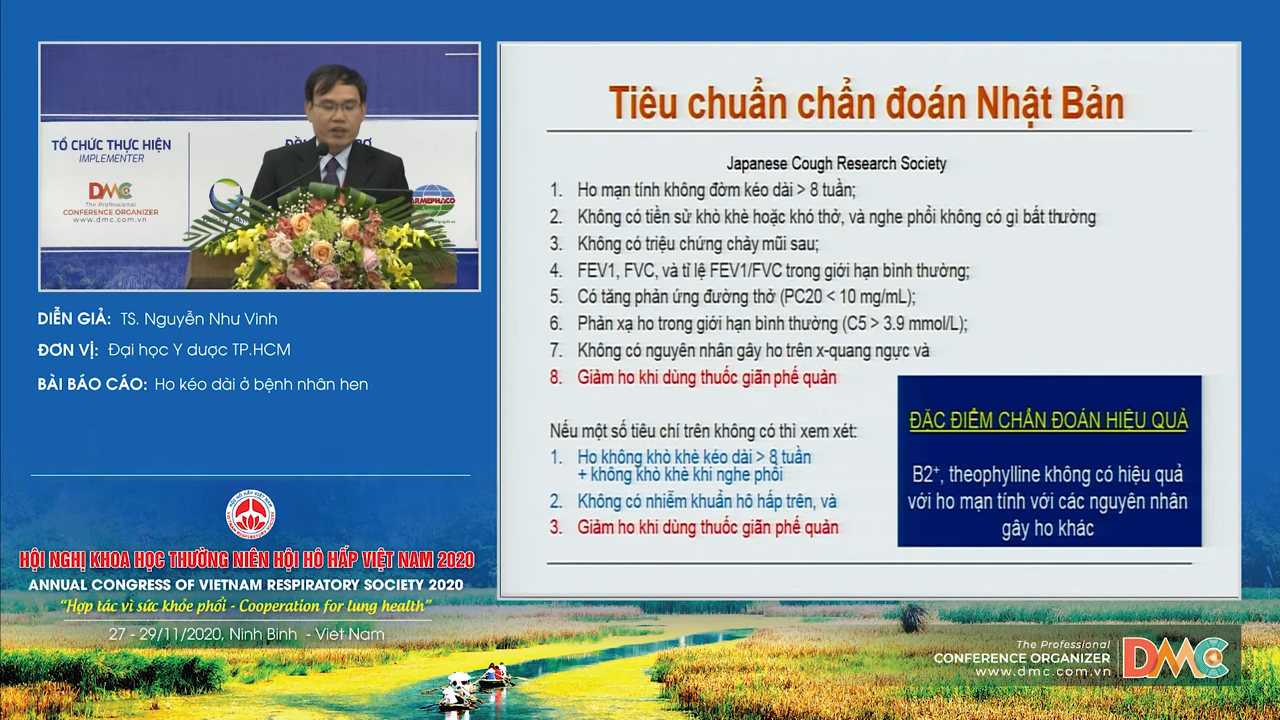 TỔ CHỨC THỰC HIỆN
IMPLEMENTER
DMC
The Professional
CONFERENCE ORGANIZER
www.dmc.com.vn
DIỄN GIẢ: TS. Nguyễn Như Vinh
ĐƠN VỊ: Đại học Y dược TP.HCM
BÀI BÁO CÁO: Ho kéo dài ở bệnh nhân hen
HỘI HÔ HẤP VIỆT NAM
VIETNAM RESPIRATORY SOCIETY
HỘI NGHỊ KHOA HỌC THƯỜNG NIÊN HỘI HÔ HẤP VIỆT NAM 2020
ANNUAL CONGRESS OF VIETNAM RESPIRATORY SOCIETY 2020
“Hợp tác vì sức khỏe phổi - Cooperation for lung health”
27 - 29/11/2020, Ninh Binh - Viet Nam
Tiêu chuẩn chẩn đoán Nhật Bản
Japanese Cough Research Society
1. Ho mạn tính không đờm kéo dài > 8 tuần;
2. Không có tiền sử khò khè hoặc khó thở, và nghe phổi không có gì bất thường
3. Không có triệu chứng chảy mũi sau;
4. FEV1, FVC, và tỉ lệ FEV1/FVC trong giới hạn bình thường;
5. Có tăng phản ứng đường thở (PC20 < 10 mg/mL);
6. Phản xạ ho trong giới hạn bình thường (C5 > 3.9 mmol/L);
7. Không có nguyên nhân gây ho trên x-quang ngực và
8. Giảm ho khi dùng thuốc giãn phế quản
Nếu một số tiêu chí trên không có thì xem xét:
1. Ho không khò khè kéo dài > 8 tuần
+ không khò khè khi nghe phổi
2. Không có nhiễm khuẩn hô hấp trên, và
3. Giảm ho khi dùng thuốc giãn phế quản
ĐẶC ĐIỂM CHẨN ĐOÁN HIỆU QUẢ
B2⁺, theophylline không có hiệu quả
với ho mạn tính với các nguyên nhân
gây ho khác
The Professional
CONFERENCE ORGANIZER
www.dmc.com.vn
DMC